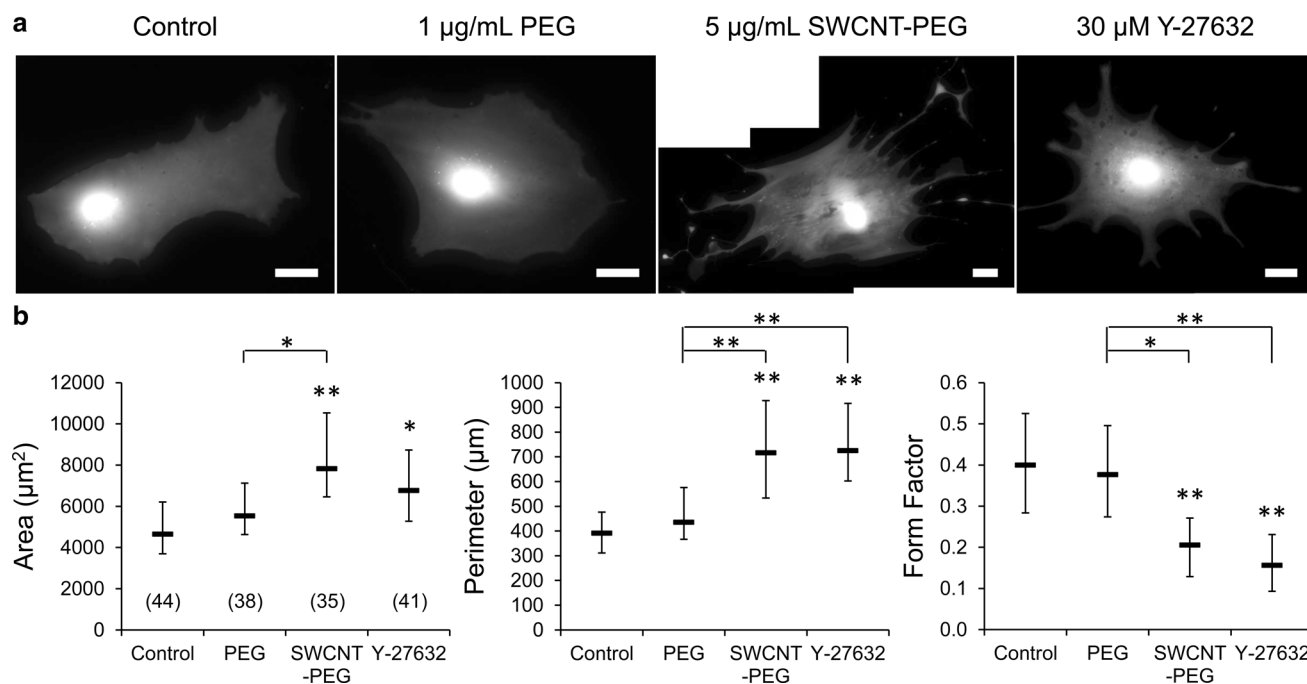 a
Control
1 µg/mL PEG
5 µg/mL SWCNT-PEG
30 µM Y-27632
b
*
**
*
Area (µm²)
12000
10000
8000
6000
4000
2000
0
(44)
(38)
(35)
(41)
Control
PEG
SWCNT
-PEG
Y-27632
**
**
**
**
Perimeter (µm)
1000
900
800
700
600
500
400
300
200
100
0
Control
PEG
SWCNT
-PEG
Y-27632
**
*
**
**
Form Factor
0.6
0.5
0.4
0.3
0.2
0.1
0
Control
PEG
SWCNT
-PEG
Y-27632